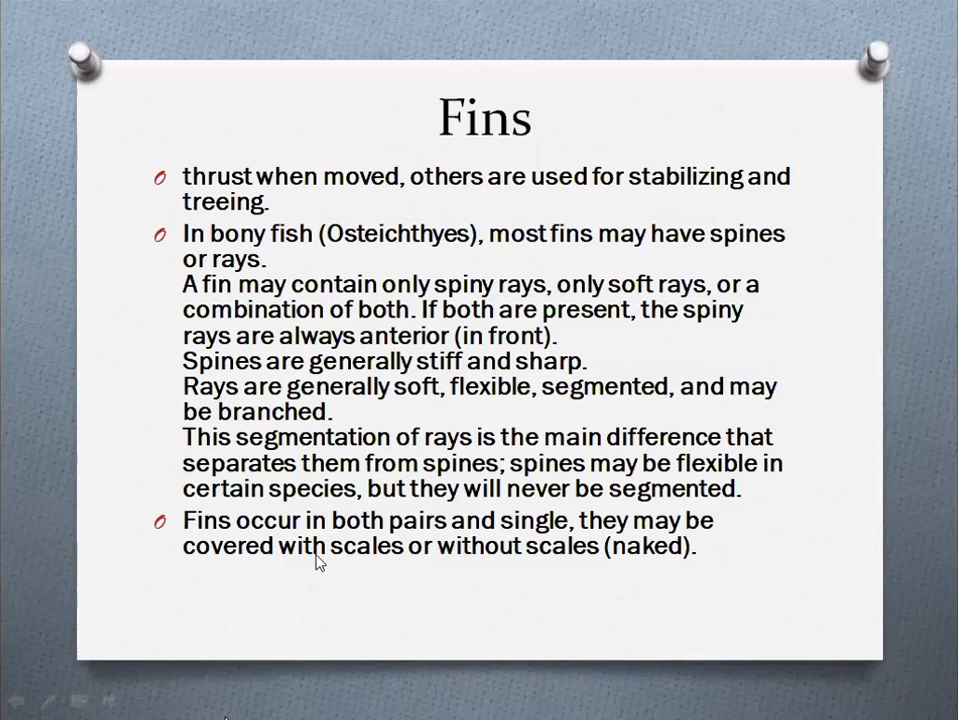 Fins
thrust when moved, others are used for stabilizing and
treeing.
In bony fish (Osteichthyes), most fins may have spines
or rays.
A fin may contain only spiny rays, only soft rays, or a
combination of both. If both are present, the spiny
rays are always anterior (in front).
Spines are generally stiff and sharp.
Rays are generally soft, flexible, segmented, and may
be branched.
This segmentation of rays is the main difference that
separates them from spines; spines may be flexible in
certain species, but they will never be segmented.
Fins occur in both pairs and single, they may be
covered with scales or without scales (naked).